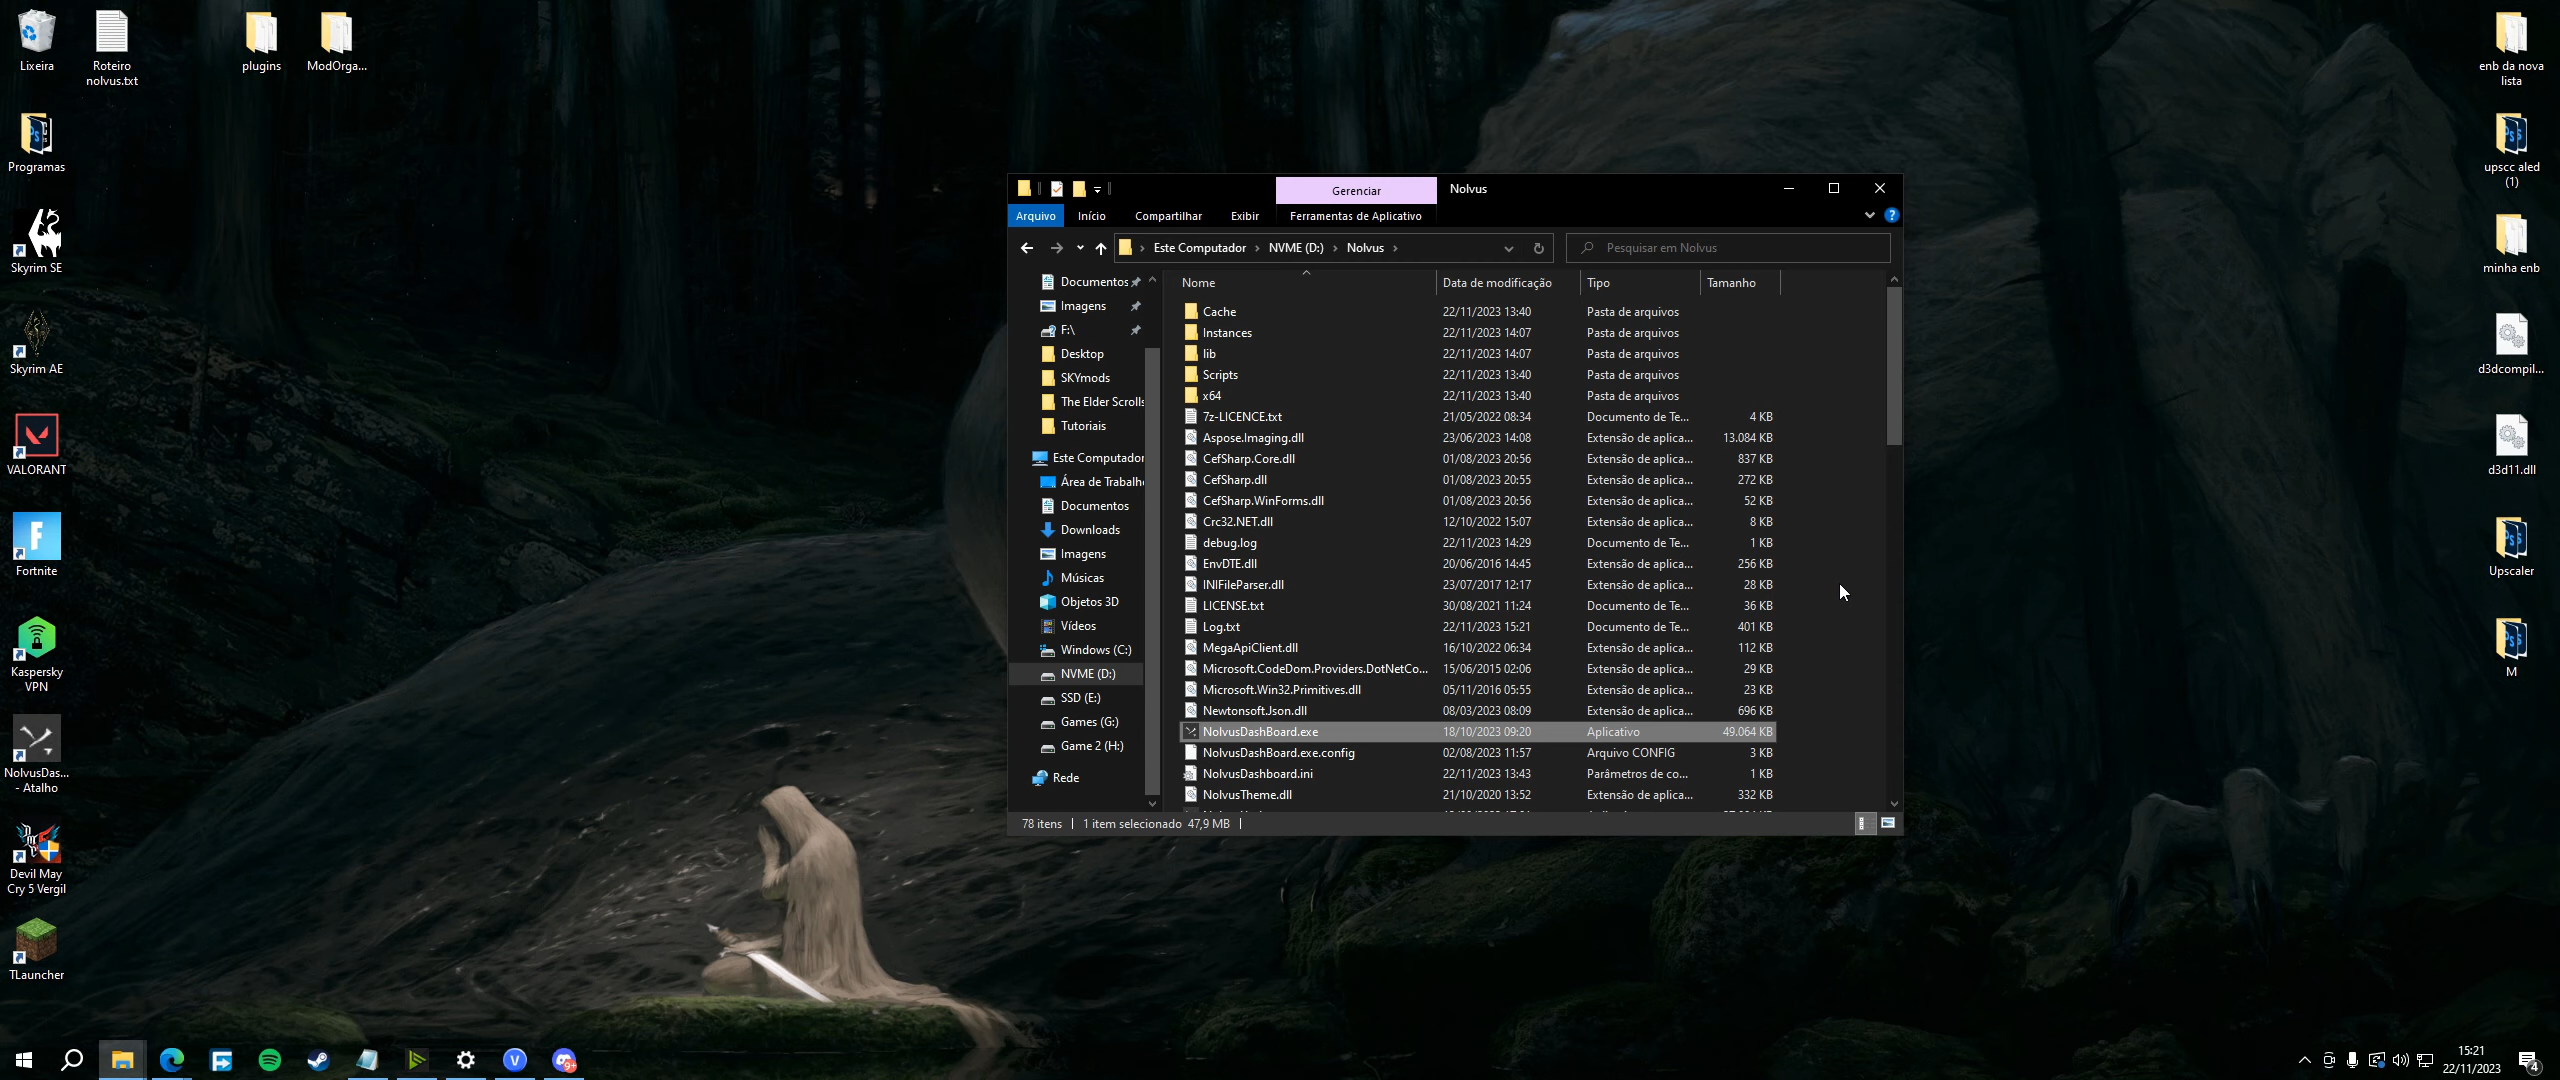 Lixeira
Roteiro
nolvus.txt
plugins
ModOrga...
Programas
Skyrim SE
Skyrim AE
VALORANT
Fortnite
Kaspersky
VPN
NolvusDas...
- Atalho
Devil May
Cry 5 Vergil
TLauncher
Gerenciar
Nolvus
Arquivo
Início
Compartilhar
Exibir
Ferramentas de Aplicativo
Este Computador
NVME (D:)
Nolvus
Pesquisar em Nolvus
Documentos
Imagens
F:\
Desktop
SKYmods
The Elder Scrolls
Tutoriais
Este Computador
Área de Trabalh
Documentos
Downloads
Imagens
Músicas
Objetos 3D
Vídeos
Windows (C:)
NVME (D:)
SSD (E:)
Games (G:)
Game 2 (H:)
Rede
Nome Data de modificação Tipo Tamanho
Cache 22/11/2023 13:40 Pasta de arquivos
Instances 22/11/2023 14:07 Pasta de arquivos
lib 22/11/2023 14:07 Pasta de arquivos
Scripts 22/11/2023 13:40 Pasta de arquivos
x64 22/11/2023 13:40 Pasta de arquivos
7z-LICENCE.txt 21/05/2022 08:34 Documento de Te... 4 KB
Aspose.Imaging.dll 23/06/2023 14:08 Extensão de aplica... 13.084 KB
CefSharp.Core.dll 01/08/2023 20:56 Extensão de aplica... 837 KB
CefSharp.dll 01/08/2023 20:55 Extensão de aplica... 272 KB
CefSharp.WinForms.dll 01/08/2023 20:56 Extensão de aplica... 52 KB
Crc32.NET.dll 12/10/2022 15:07 Extensão de aplica... 8 KB
debug.log 22/11/2023 14:29 Documento de Te... 1 KB
EnvDTE.dll 20/06/2016 14:45 Extensão de aplica... 256 KB
INIFileParser.dll 23/07/2017 12:17 Extensão de aplica... 28 KB
LICENSE.txt 30/08/2021 11:24 Documento de Te... 36 KB
Log.txt 22/11/2023 15:21 Documento de Te... 401 KB
MegaApiClient.dll 16/10/2022 06:34 Extensão de aplica... 112 KB
Microsoft.CodeDom.Providers.DotNetCo... 15/06/2015 02:06 Extensão de aplica... 29 KB
Microsoft.Win32.Primitives.dll 05/11/2016 05:55 Extensão de aplica... 23 KB
Newtonsoft.Json.dll 08/03/2023 08:09 Extensão de aplica... 696 KB
NolvusDashBoard.exe 18/10/2023 09:20 Aplicativo 49.064 KB
NolvusDashBoard.exe.config 02/08/2023 11:57 Arquivo CONFIG 3 KB
NolvusDashboard.ini 22/11/2023 13:43 Parâmetros de co... 1 KB
NolvusTheme.dll 21/10/2020 13:52 Extensão de aplica... 332 KB
78 itens
1 item selecionado 47,9 MB
enb da nova
lista
upscc aled
(1)
minha enb
d3dcompil...
d3d11.dll
Upscaler
M
9+
15:21
22/11/2023
4